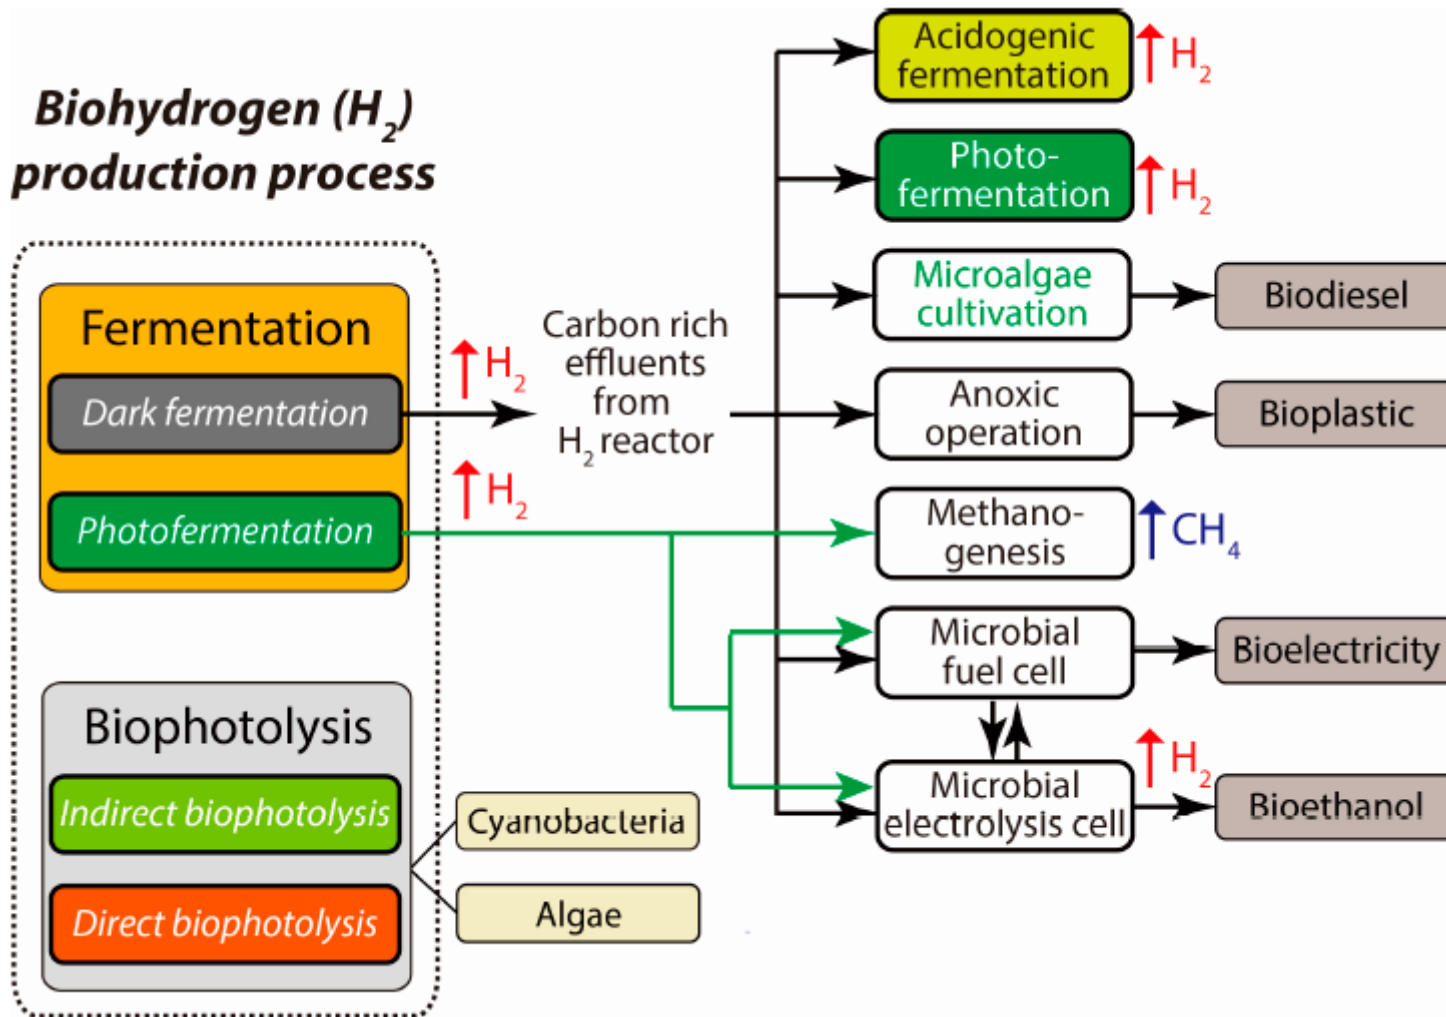 Biohydrogen (H₂)
production process
Fermentation
Dark fermentation
Photofermentation
Biophotolysis
Indirect biophotolysis
Direct biophotolysis
Cyanobacteria
Algae
↑H₂
↑H₂
Carbon rich
effluents
from
H₂ reactor
Acidogenic
fermentation
↑H₂
Photo-
fermentation
↑H₂
Microalgae
cultivation
Biodiesel
Anoxic
operation
Bioplastic
Methano-
genesis
↑CH₄
Microbial
fuel cell
Bioelectricity
Microbial
electrolysis cell
↑H₂
Bioethanol